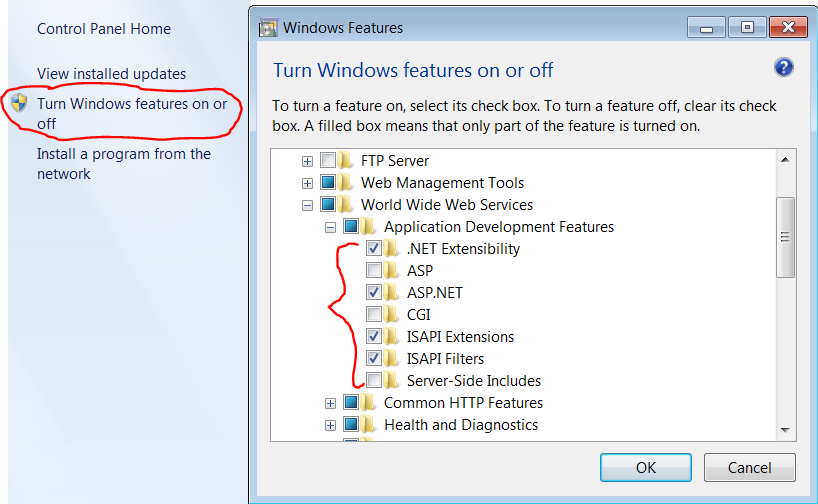 Control Panel Home
View installed updates
Turn Windows features on or
off
Install a program from the
network
Windows Features
Turn Windows features on or off
?
To turn a feature on, select its check box. To turn a feature off, clear its check
box. A filled box means that only part of the feature is turned on.
FTP Server
Web Management Tools
World Wide Web Services
Application Development Features
.NET Extensibility
ASP
ASP.NET
CGI
ISAPI Extensions
ISAPI Filters
Server-Side Includes
Common HTTP Features
Health and Diagnostics
OK
Cancel